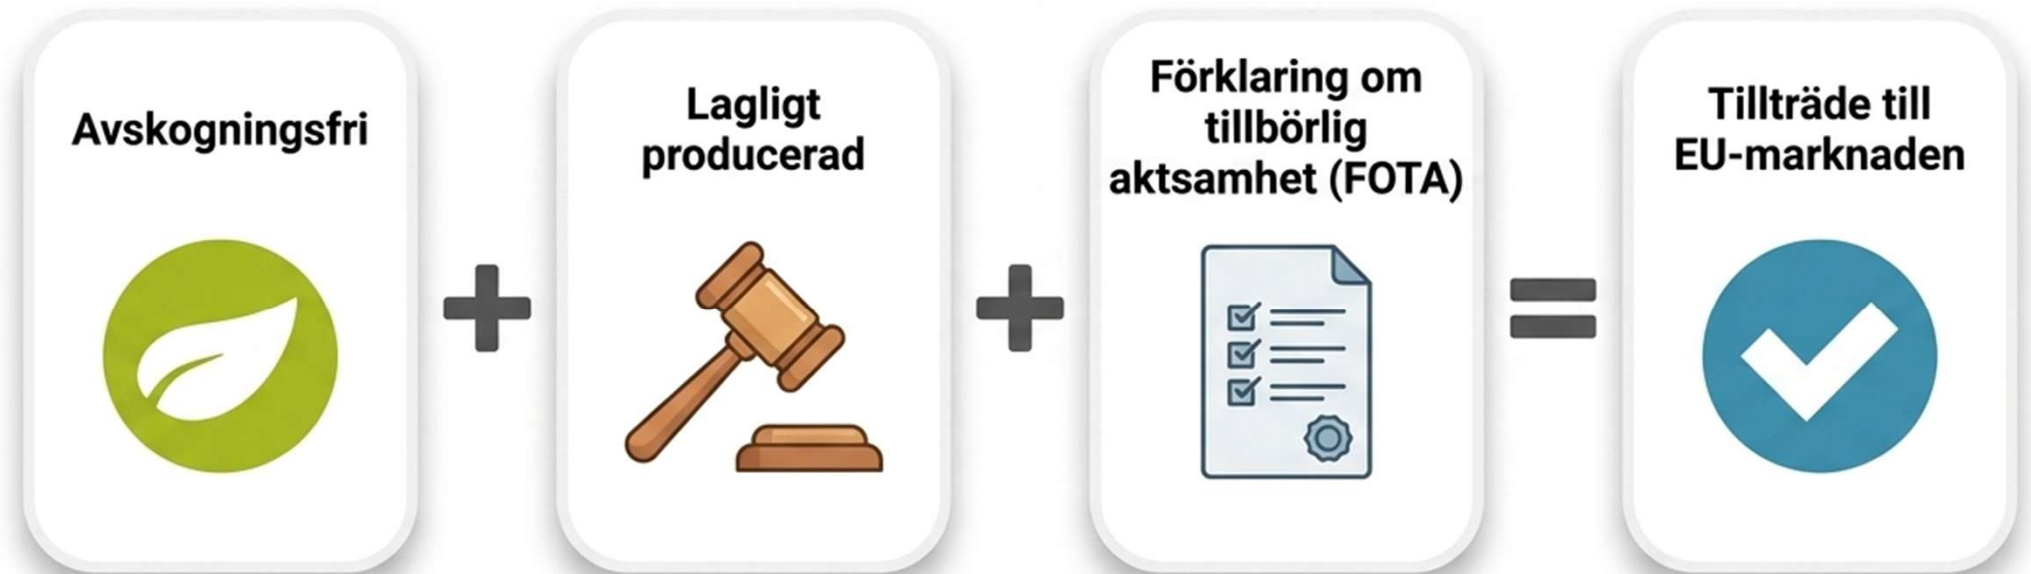 Avskogningsfri
Lagligt
producerad
Förklaring om
tillbörlig
aktsamhet (FOTA)
Tillträde till
EU-marknaden